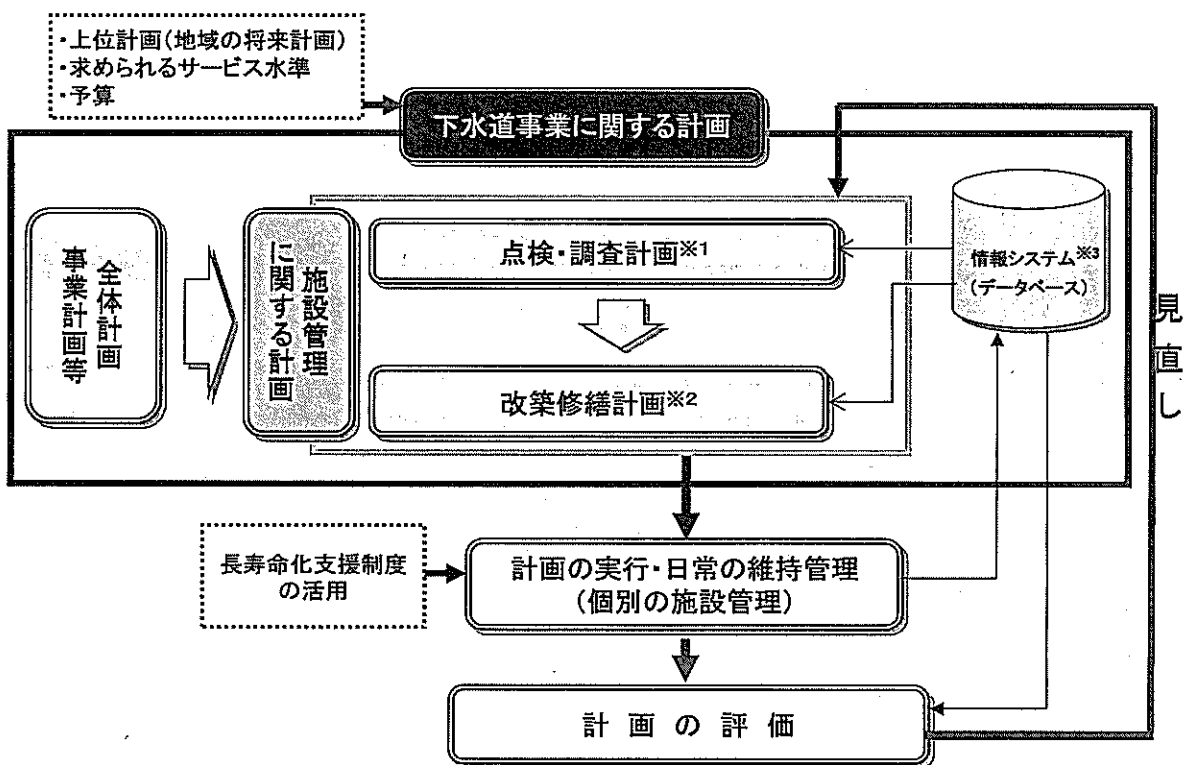 ・上位計画(地域の将来計画)
・求められるサービス水準
・予算
下水道事業に関する計画
全体計画
事業計画等
施設管理
に関する計画
点検・調査計画※1
改築修繕計画※2
情報システム※3
(データベース)
見直し
長寿命化支援制度
の活用
計画の実行・日常の維持管理
(個別の施設管理)
計画の評価